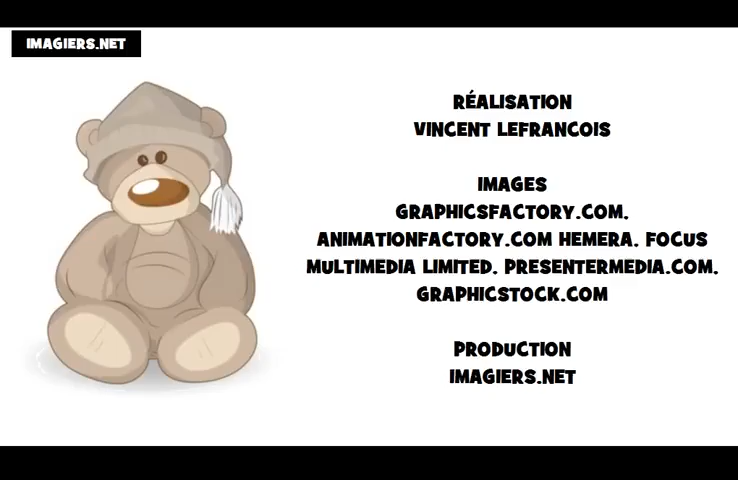 IMAGIERS.NET
RÉALISATION
VINCENT LEFRANCOIS
IMAGES
GRAPHICSFACTORY.COM,
ANIMATIONFACTORY.COM HEMERA, FOCUS
MULTIMEDIA LIMITED, PRESENTERMEDIA.COM,
GRAPHICSTOCK.COM
PRODUCTION
IMAGIERS.NET